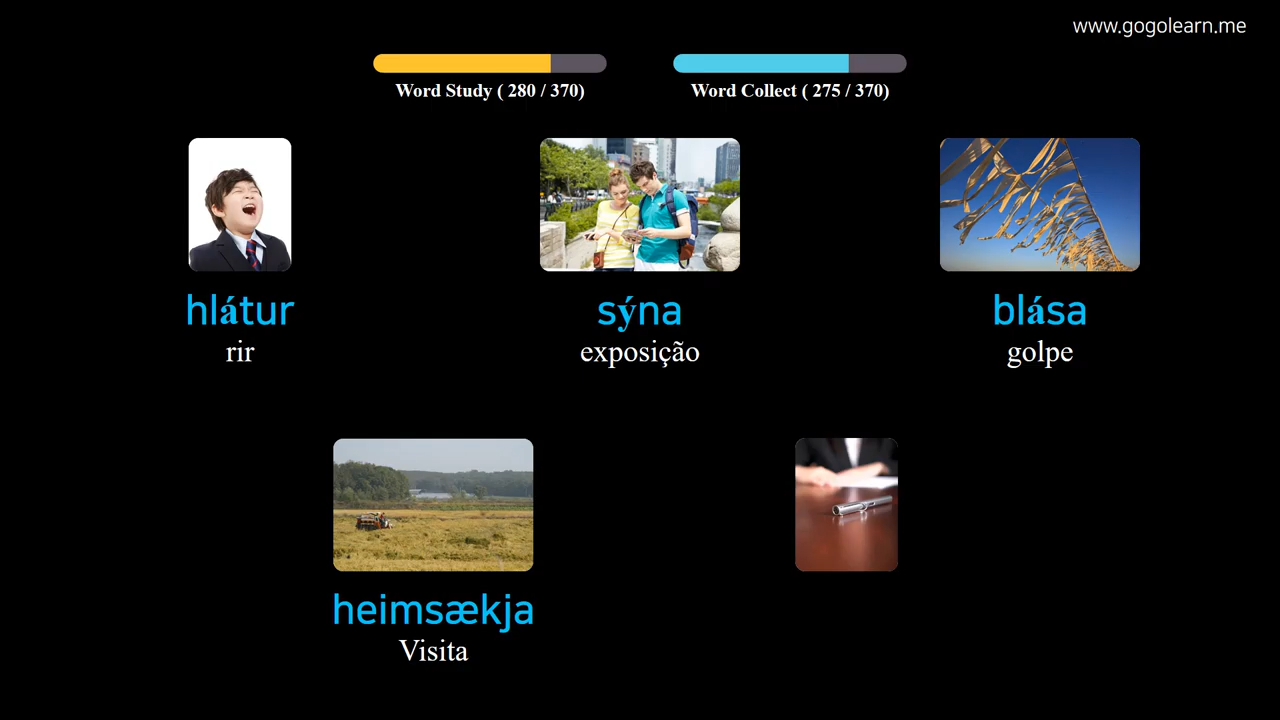 www.gogolearn.me
Word Study ( 280 / 370)
Word Collect ( 275 / 370)
hlátur
rir
sýna
exposição
blása
golpe
heimsækja
Visita